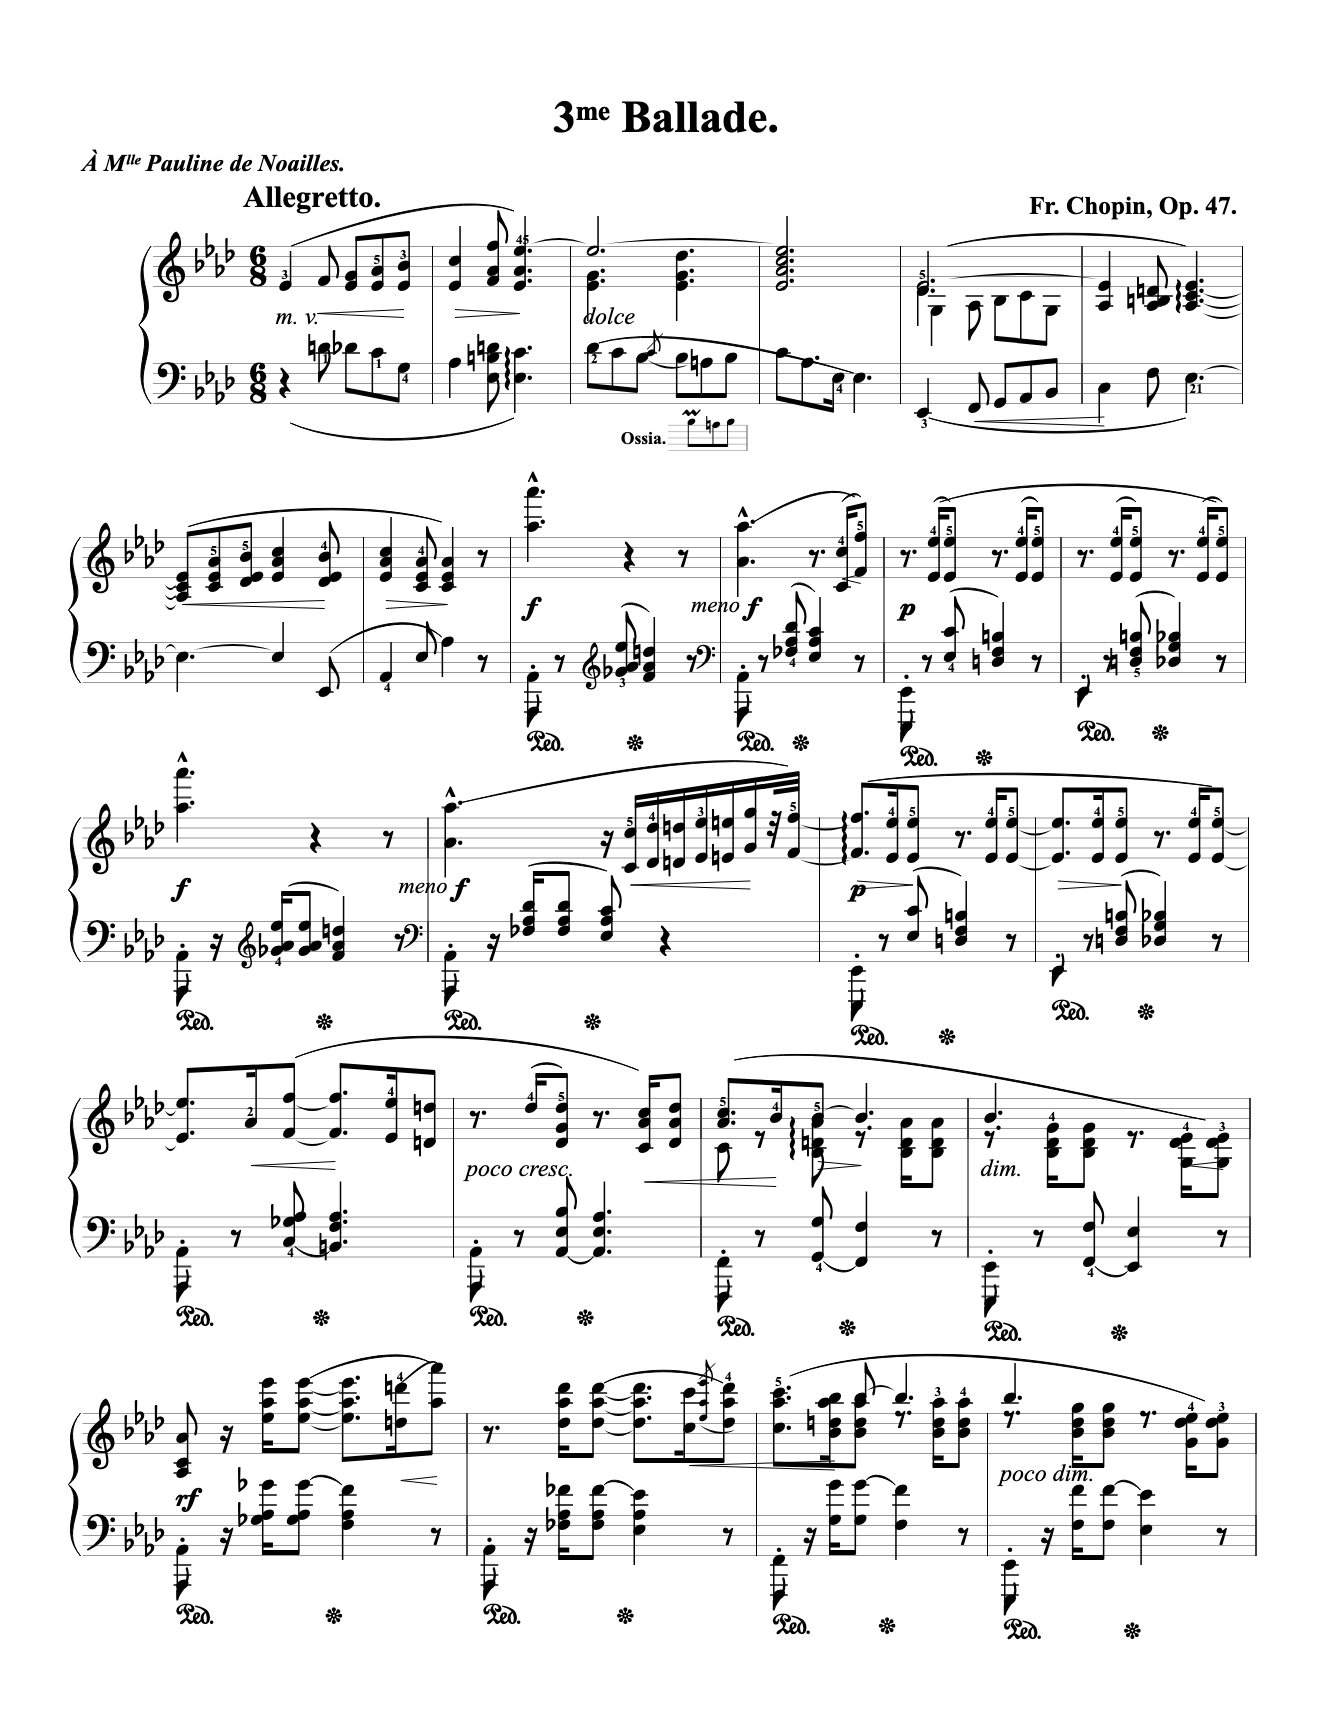 3me Ballade.
À Mlle Pauline de Noailles.
Allegretto.
Fr. Chopin, Op. 47.
m. v.
dolce
Ossia.
f
meno f
p
f
meno f
p
poco cresc.
dim.
rf
poco dim.